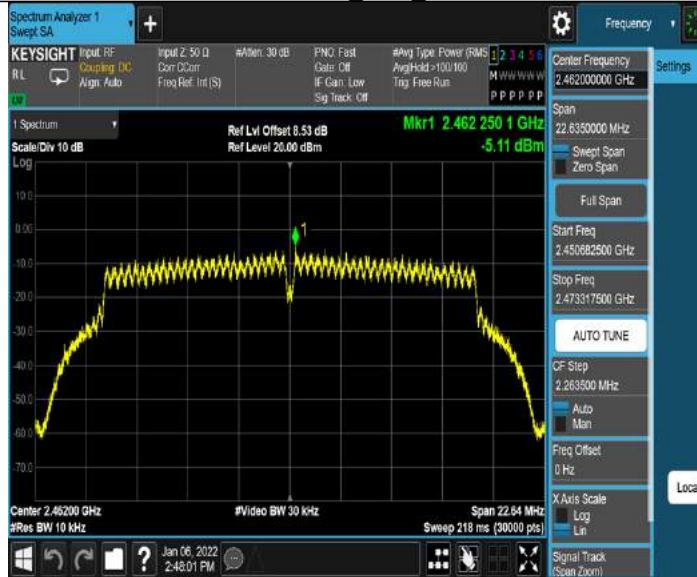 Spectrum Analyzer 1
Swept SA
Frequency
KEYSIGHT
RL
LW
Input: RF
Coupling: DC
Align: Auto
Input Z: 50 Ω
Corr CCorr
Freq Ref: Int (S)
#Atten: 30 dB
PNO: Fast
Gate: Off
IF Gain: Low
Sig Track: Off
#Avg Type: Power (RMS
Avg|Hold:>100/100
Trig: Free Run
1 2 3 4 5 6
M W W W W W
P P P P P P
1 Spectrum
Scale/Div 10 dB
Ref Lvl Offset 8.53 dB
Ref Level 20.00 dBm
Mkr1 2.462 250 1 GHz
-5.11 dBm
Log
10.0
0.00
-10.0
-20.0
-30.0
-40.0
-50.0
-60.0
-70.0
1
Center 2.46200 GHz
#Res BW 10 kHz
#Video BW 30 kHz
Span 22.64 MHz
Sweep 218 ms (30000 pts)
Jan 06, 2022
2:48:01 PM
Center Frequency
2.462000000 GHz
Span
22.6350000 MHz
Swept Span
Zero Span
Full Span
Start Freq
2.450682500 GHz
Stop Freq
2.473317500 GHz
AUTO TUNE
CF Step
2.263500 MHz
Auto
Man
Freq Offset
0 Hz
X Axis Scale
Log
Lin
Signal Track
(Span Zoom)
Settings
Loca